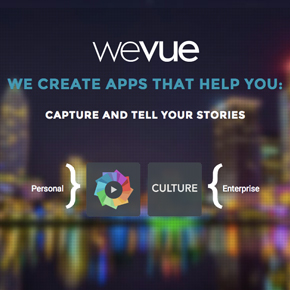 wevue
WE CREATE APPS THAT HELP YOU:
CAPTURE AND TELL YOUR STORIES
Personal } CULTURE { Enterprise